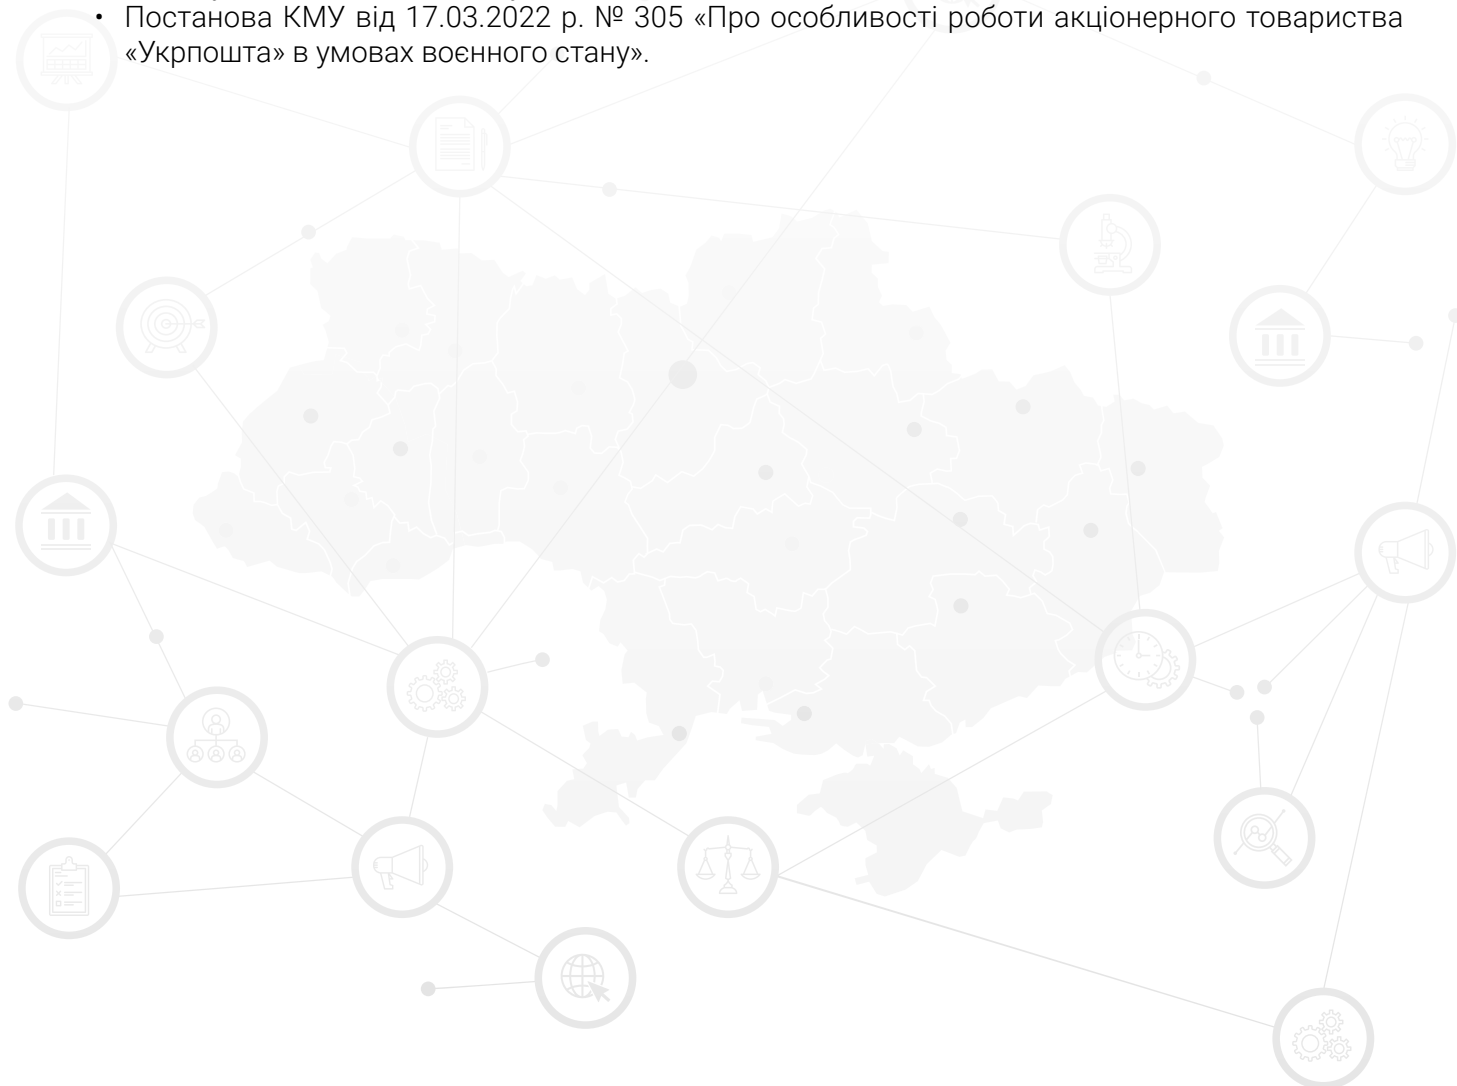 • Постанова КМУ від 17.03.2022 р. № 305 «Про особливості роботи акціонерного товариства
«Укрпошта» в умовах воєнного стану».